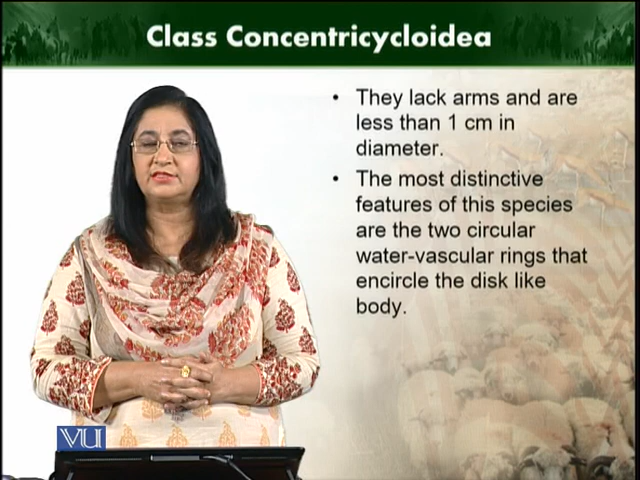 Class Concentricycloidea
• They lack arms and are
less than 1 cm in
diameter.
• The most distinctive
features of this species
are the two circular
water-vascular rings that
encircle the disk like
body.
VU